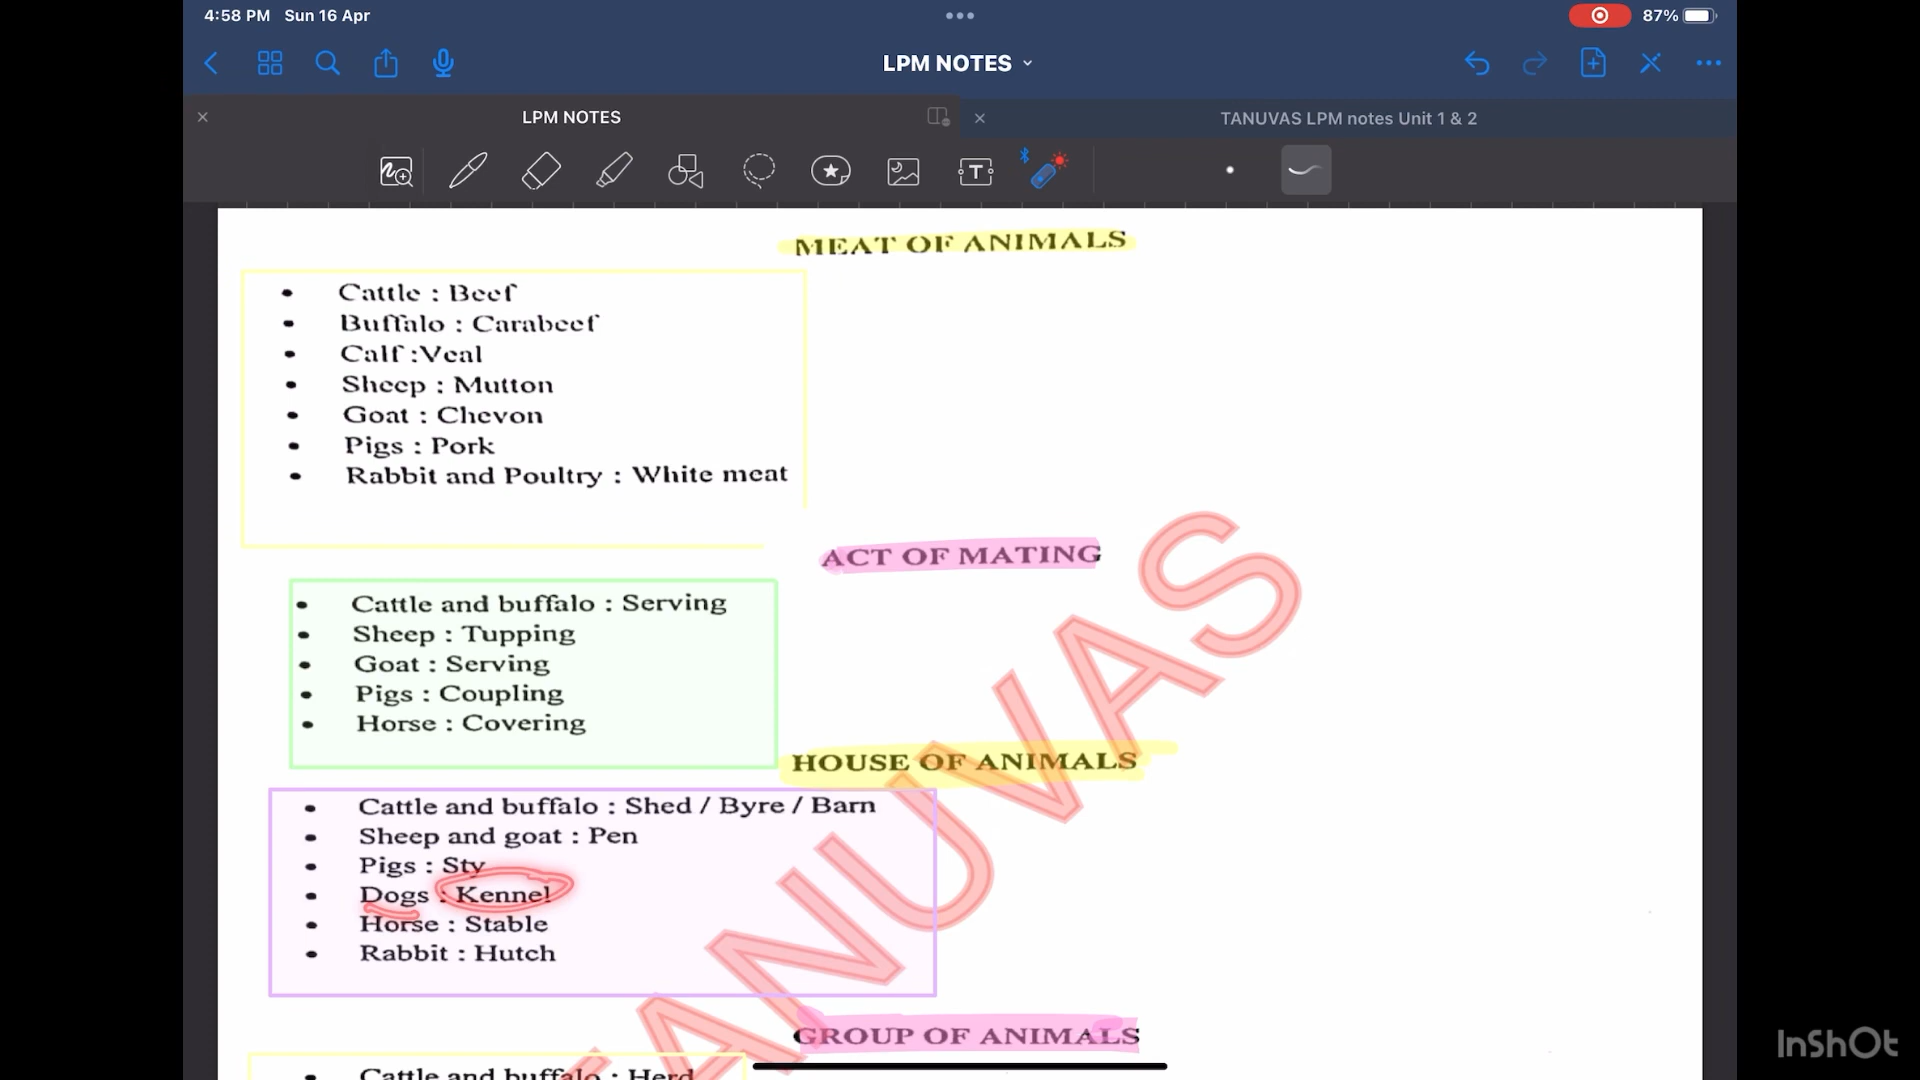 4:58 PM Sun 16 Apr
87%
LPM NOTES
LPM NOTES
TANUVAS LPM notes Unit 1 & 2
MEAT OF ANIMALS
• Cattle : Beef
• Buffalo : Carabeef
• Calf :Veal
• Sheep : Mutton
• Goat : Chevon
• Pigs : Pork
• Rabbit and Poultry : White meat
ACT OF MATING
• Cattle and buffalo : Serving
• Sheep : Tupping
• Goat : Serving
• Pigs : Coupling
• Horse : Covering
HOUSE OF ANIMALS
• Cattle and buffalo : Shed / Byre / Barn
• Sheep and goat : Pen
• Pigs : Sty
• Dogs : Kennel
• Horse : Stable
• Rabbit : Hutch
GROUP OF ANIMALS
• Cattle and buffalo : Herd
TANUVAS
InShOt